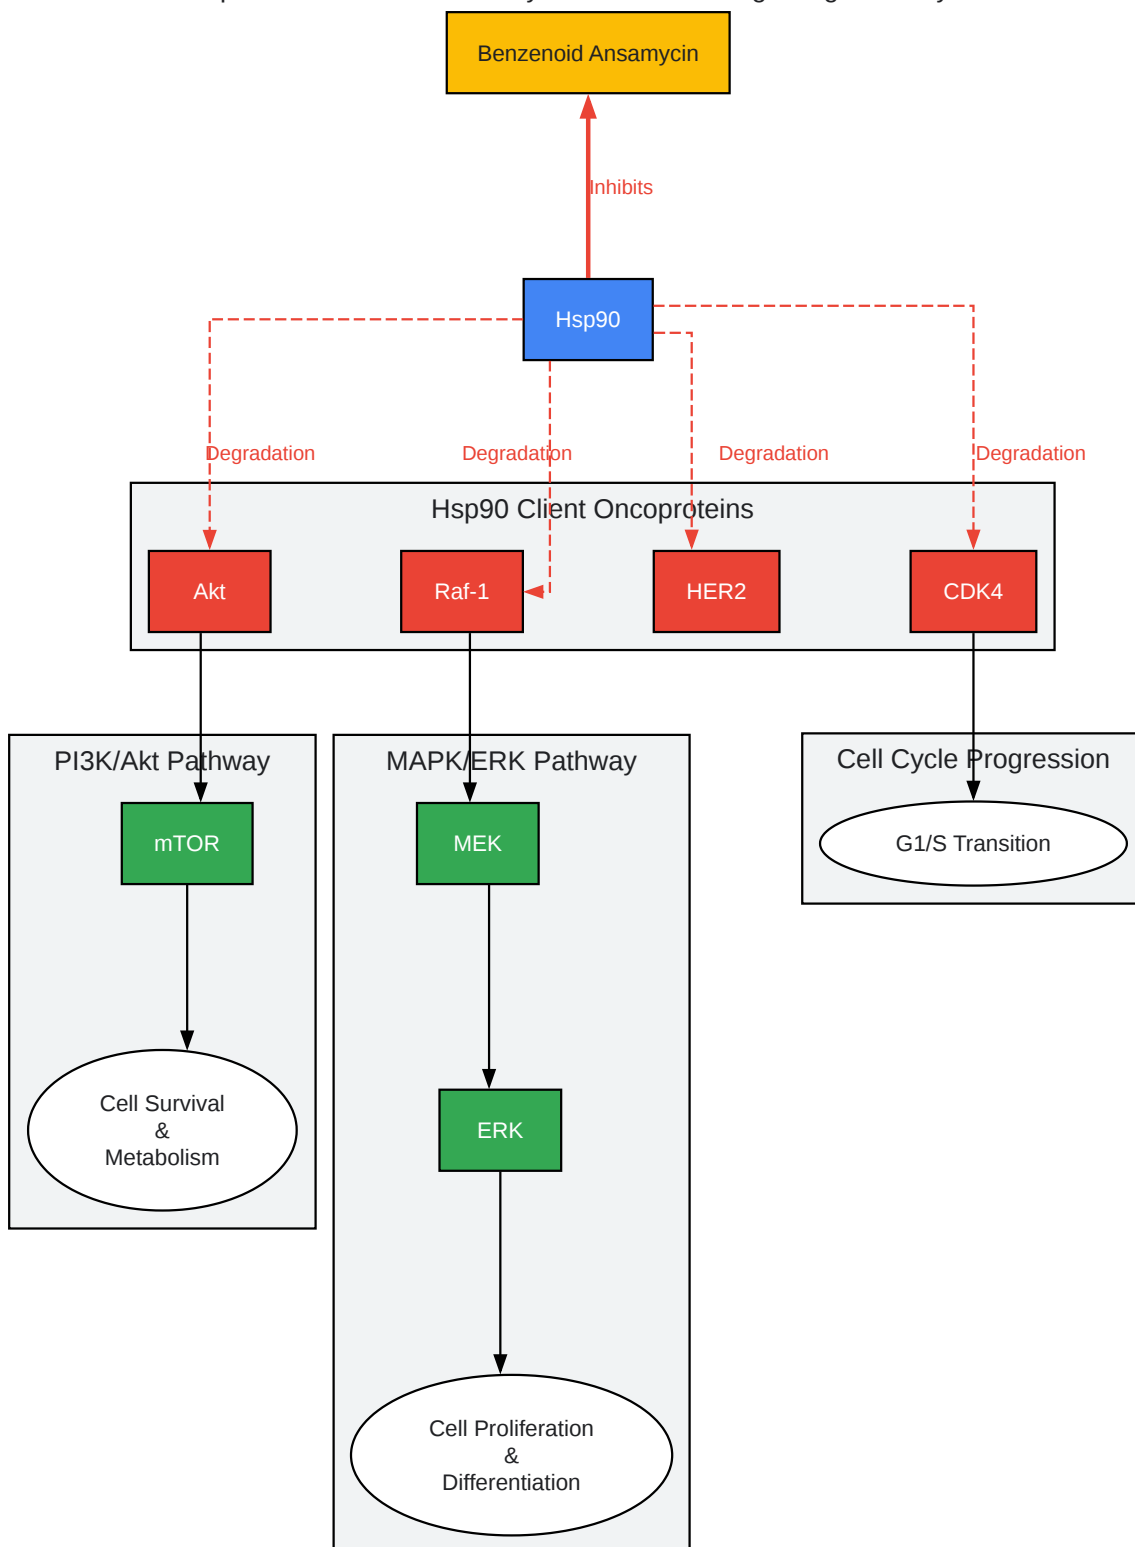 Benzenoid Ansamycin
Inhibits
Hsp90
Degradation
Degradation
Degradation
Degradation
Hsp90 Client Oncoproteins
Akt
Raf-1
HER2
CDK4
PI3K/Akt Pathway
MAPK/ERK Pathway
Cell Cycle Progression
mTOR
MEK
G1/S Transition
Cell Survival
&
Metabolism
ERK
Cell Proliferation
&
Differentiation